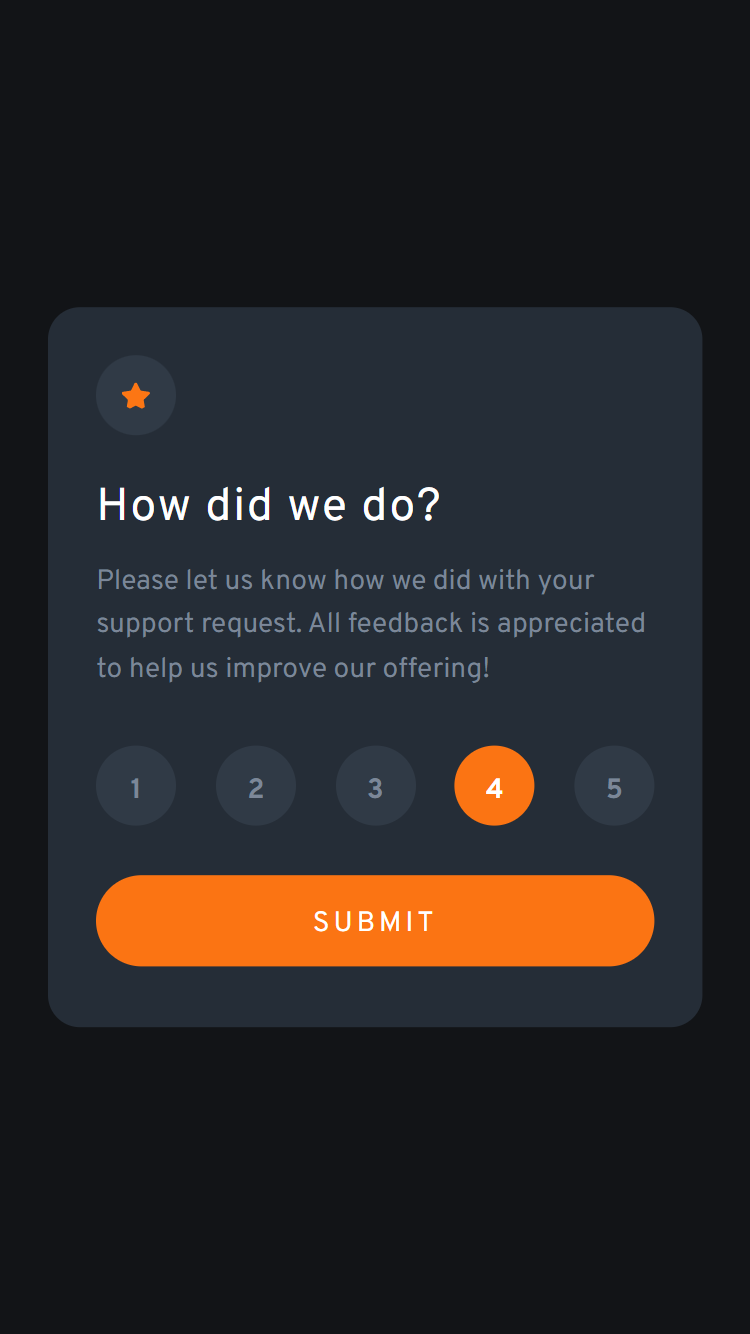 How did we do?
Please let us know how we did with your
support request. All feedback is appreciated
to help us improve our offering!
1 2 3 4 5
SUBMIT